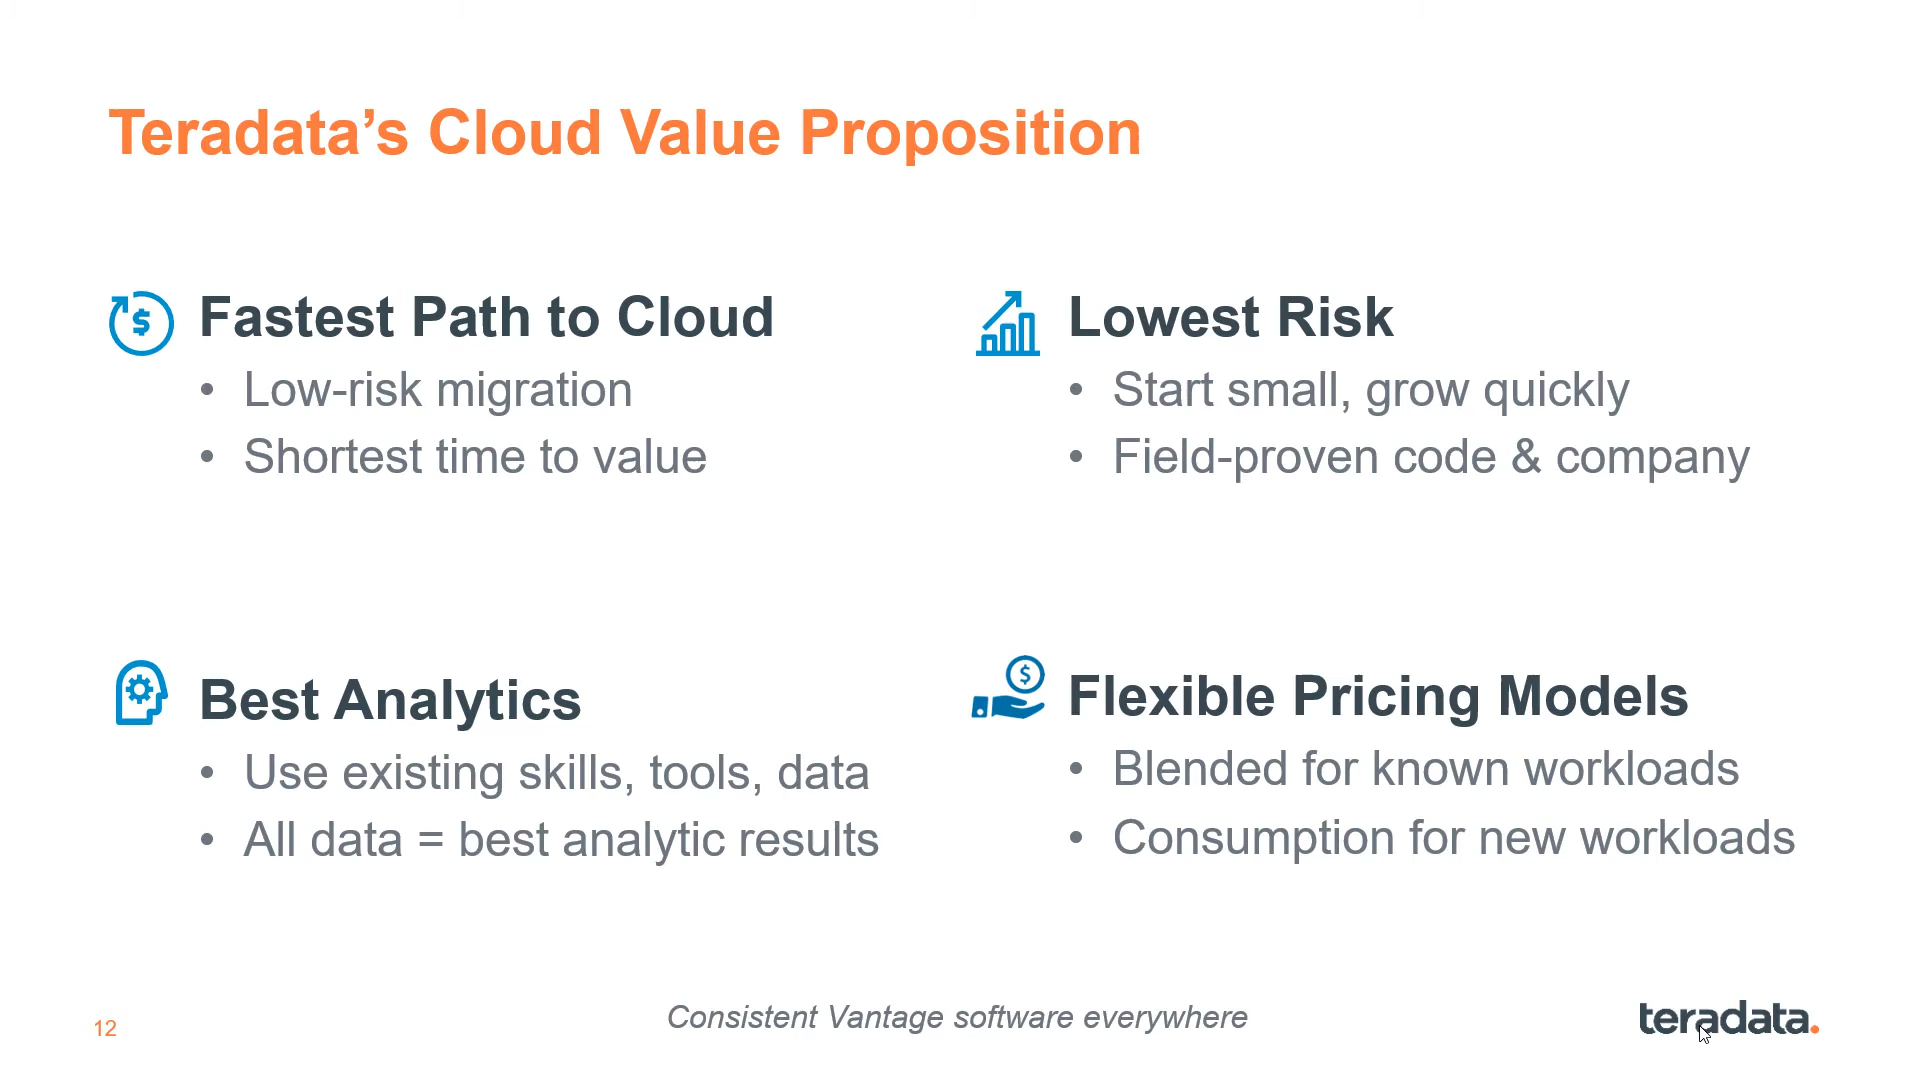 Teradata’s Cloud Value Proposition
Fastest Path to Cloud
• Low-risk migration
• Shortest time to value
Lowest Risk
• Start small, grow quickly
• Field-proven code & company
Best Analytics
• Use existing skills, tools, data
• All data = best analytic results
Flexible Pricing Models
• Blended for known workloads
• Consumption for new workloads
12
Consistent Vantage software everywhere
teradata.